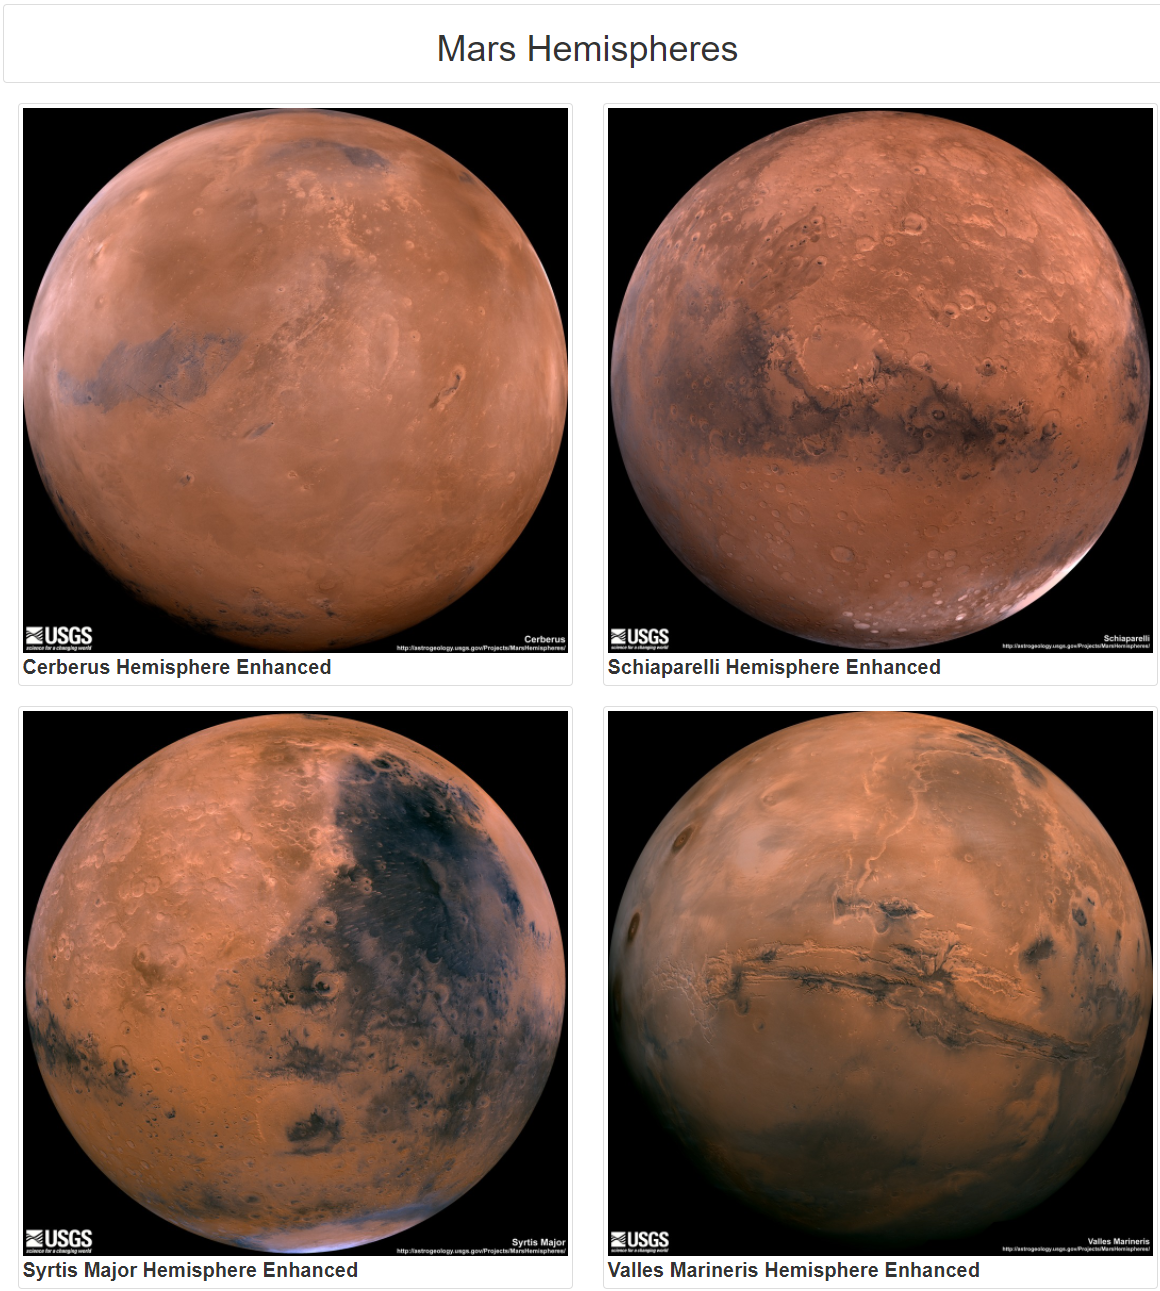 Mars Hemispheres
USGS
science for a changing world
Cerberus
http://astrogeology.usgs.gov/Projects/MarsHemispheres/
Cerberus Hemisphere Enhanced
USGS
science for a changing world
Schiaparelli
http://astrogeology.usgs.gov/Projects/MarsHemispheres/
Schiaparelli Hemisphere Enhanced
USGS
science for a changing world
Syrtis Major
http://astrogeology.usgs.gov/Projects/MarsHemispheres/
Syrtis Major Hemisphere Enhanced
USGS
science for a changing world
Valles Marineris
http://astrogeology.usgs.gov/Projects/MarsHemispheres/
Valles Marineris Hemisphere Enhanced